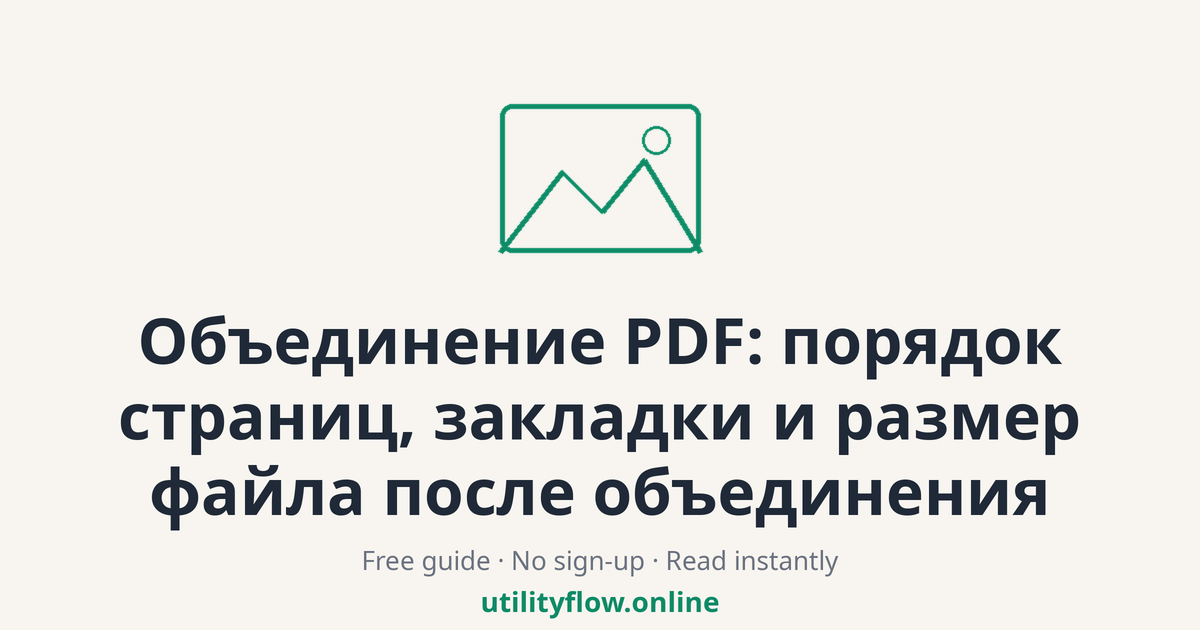 Объединение PDF: порядок
страниц, закладки и размер
файла после объединения
Free guide · No sign-up · Read instantly
utilityflow.online